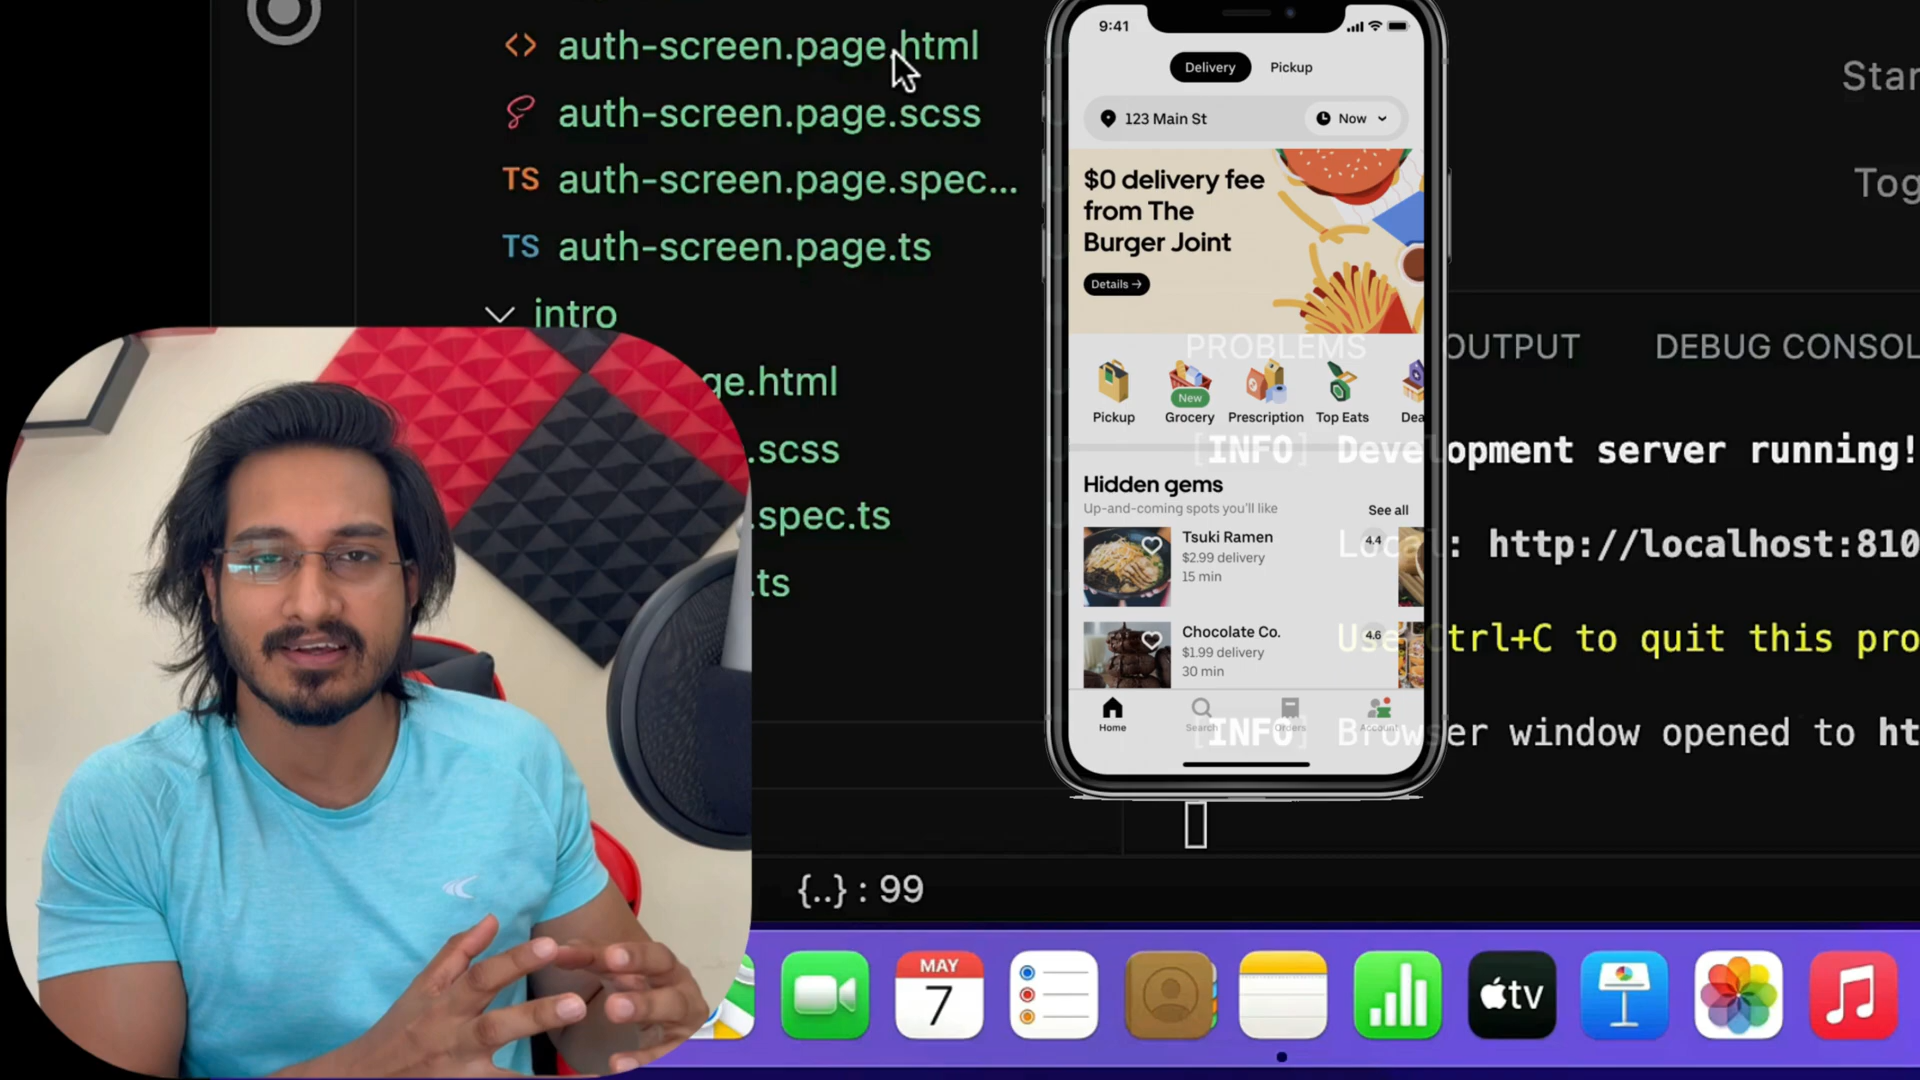 auth-screen.page.html
auth-screen.page.scss
TS auth-screen.page.spec...
TS auth-screen.page.ts
intro
ge.html
.scss
.spec.ts
.ts
{..} : 99
9:41
Delivery Pickup
123 Main St Now
$0 delivery fee
from The
Burger Joint
Details →
New
Pickup Grocery Prescription Top Eats Dea
Hidden gems
Up-and-coming spots you'll like See all
Tsuki Ramen 4.4
$2.99 delivery
15 min
Chocolate Co. 4.6
$1.99 delivery
30 min
Home Search Orders Account
Star
Tog
PROBLEMS OUTPUT DEBUG CONSOL
[INFO] Development server running!
Local: http://localhost:810
Use Ctrl+C to quit this pro
[INFO] Browser window opened to ht
MAY
7
tv